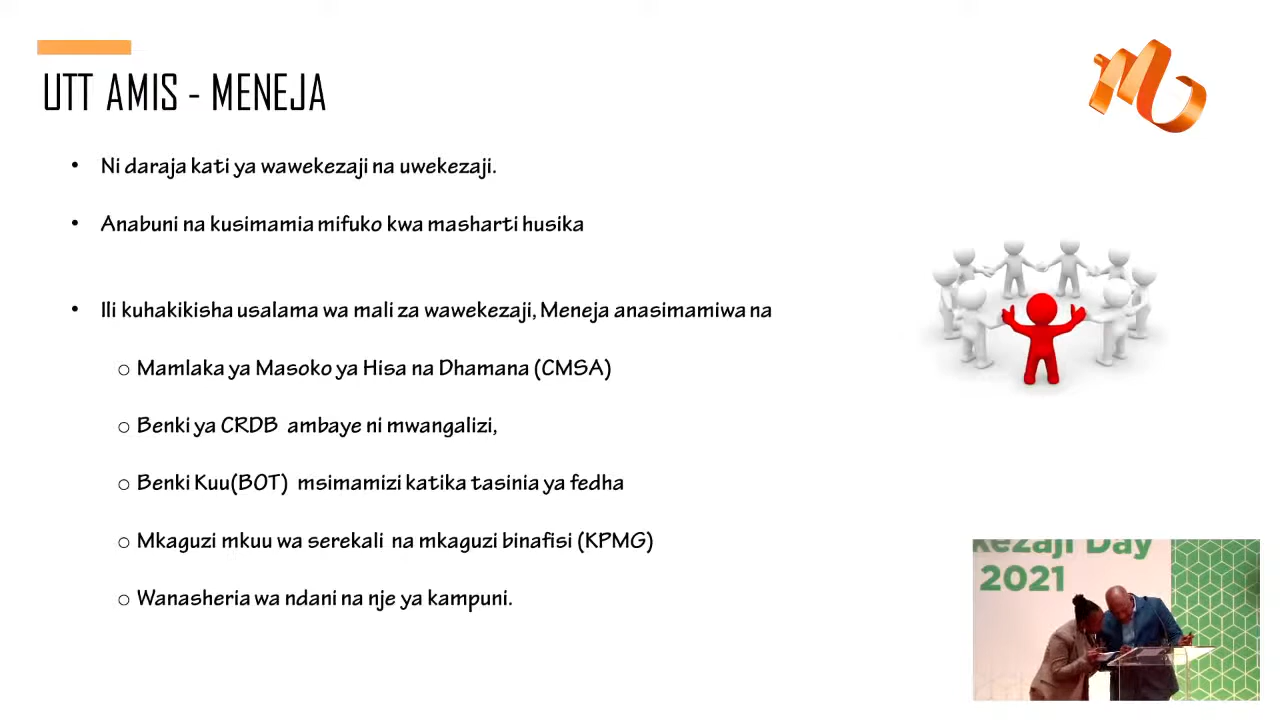 UTT AMIS - MENEJA
• Ni daraja kati ya wawekezaji na uwekezaji.
• Anabuni na kusimamia mifuko kwa masharti husika
• Ili kuhakikisha usalama wa mali za wawekezaji, Meneja anasimamiwa na
o Mamlaka ya Masoko ya Hisa na Dhamana (CMSA)
o Benki ya CRDB ambaye ni mwangalizi,
o Benki Kuu(BOT) msimamizi katika tasinia ya fedha
o Mkaguzi mkuu wa serekali na mkaguzi binafisi (KPMG)
o Wanasheria wa ndani na nje ya kampuni.
kezaji Day
2021